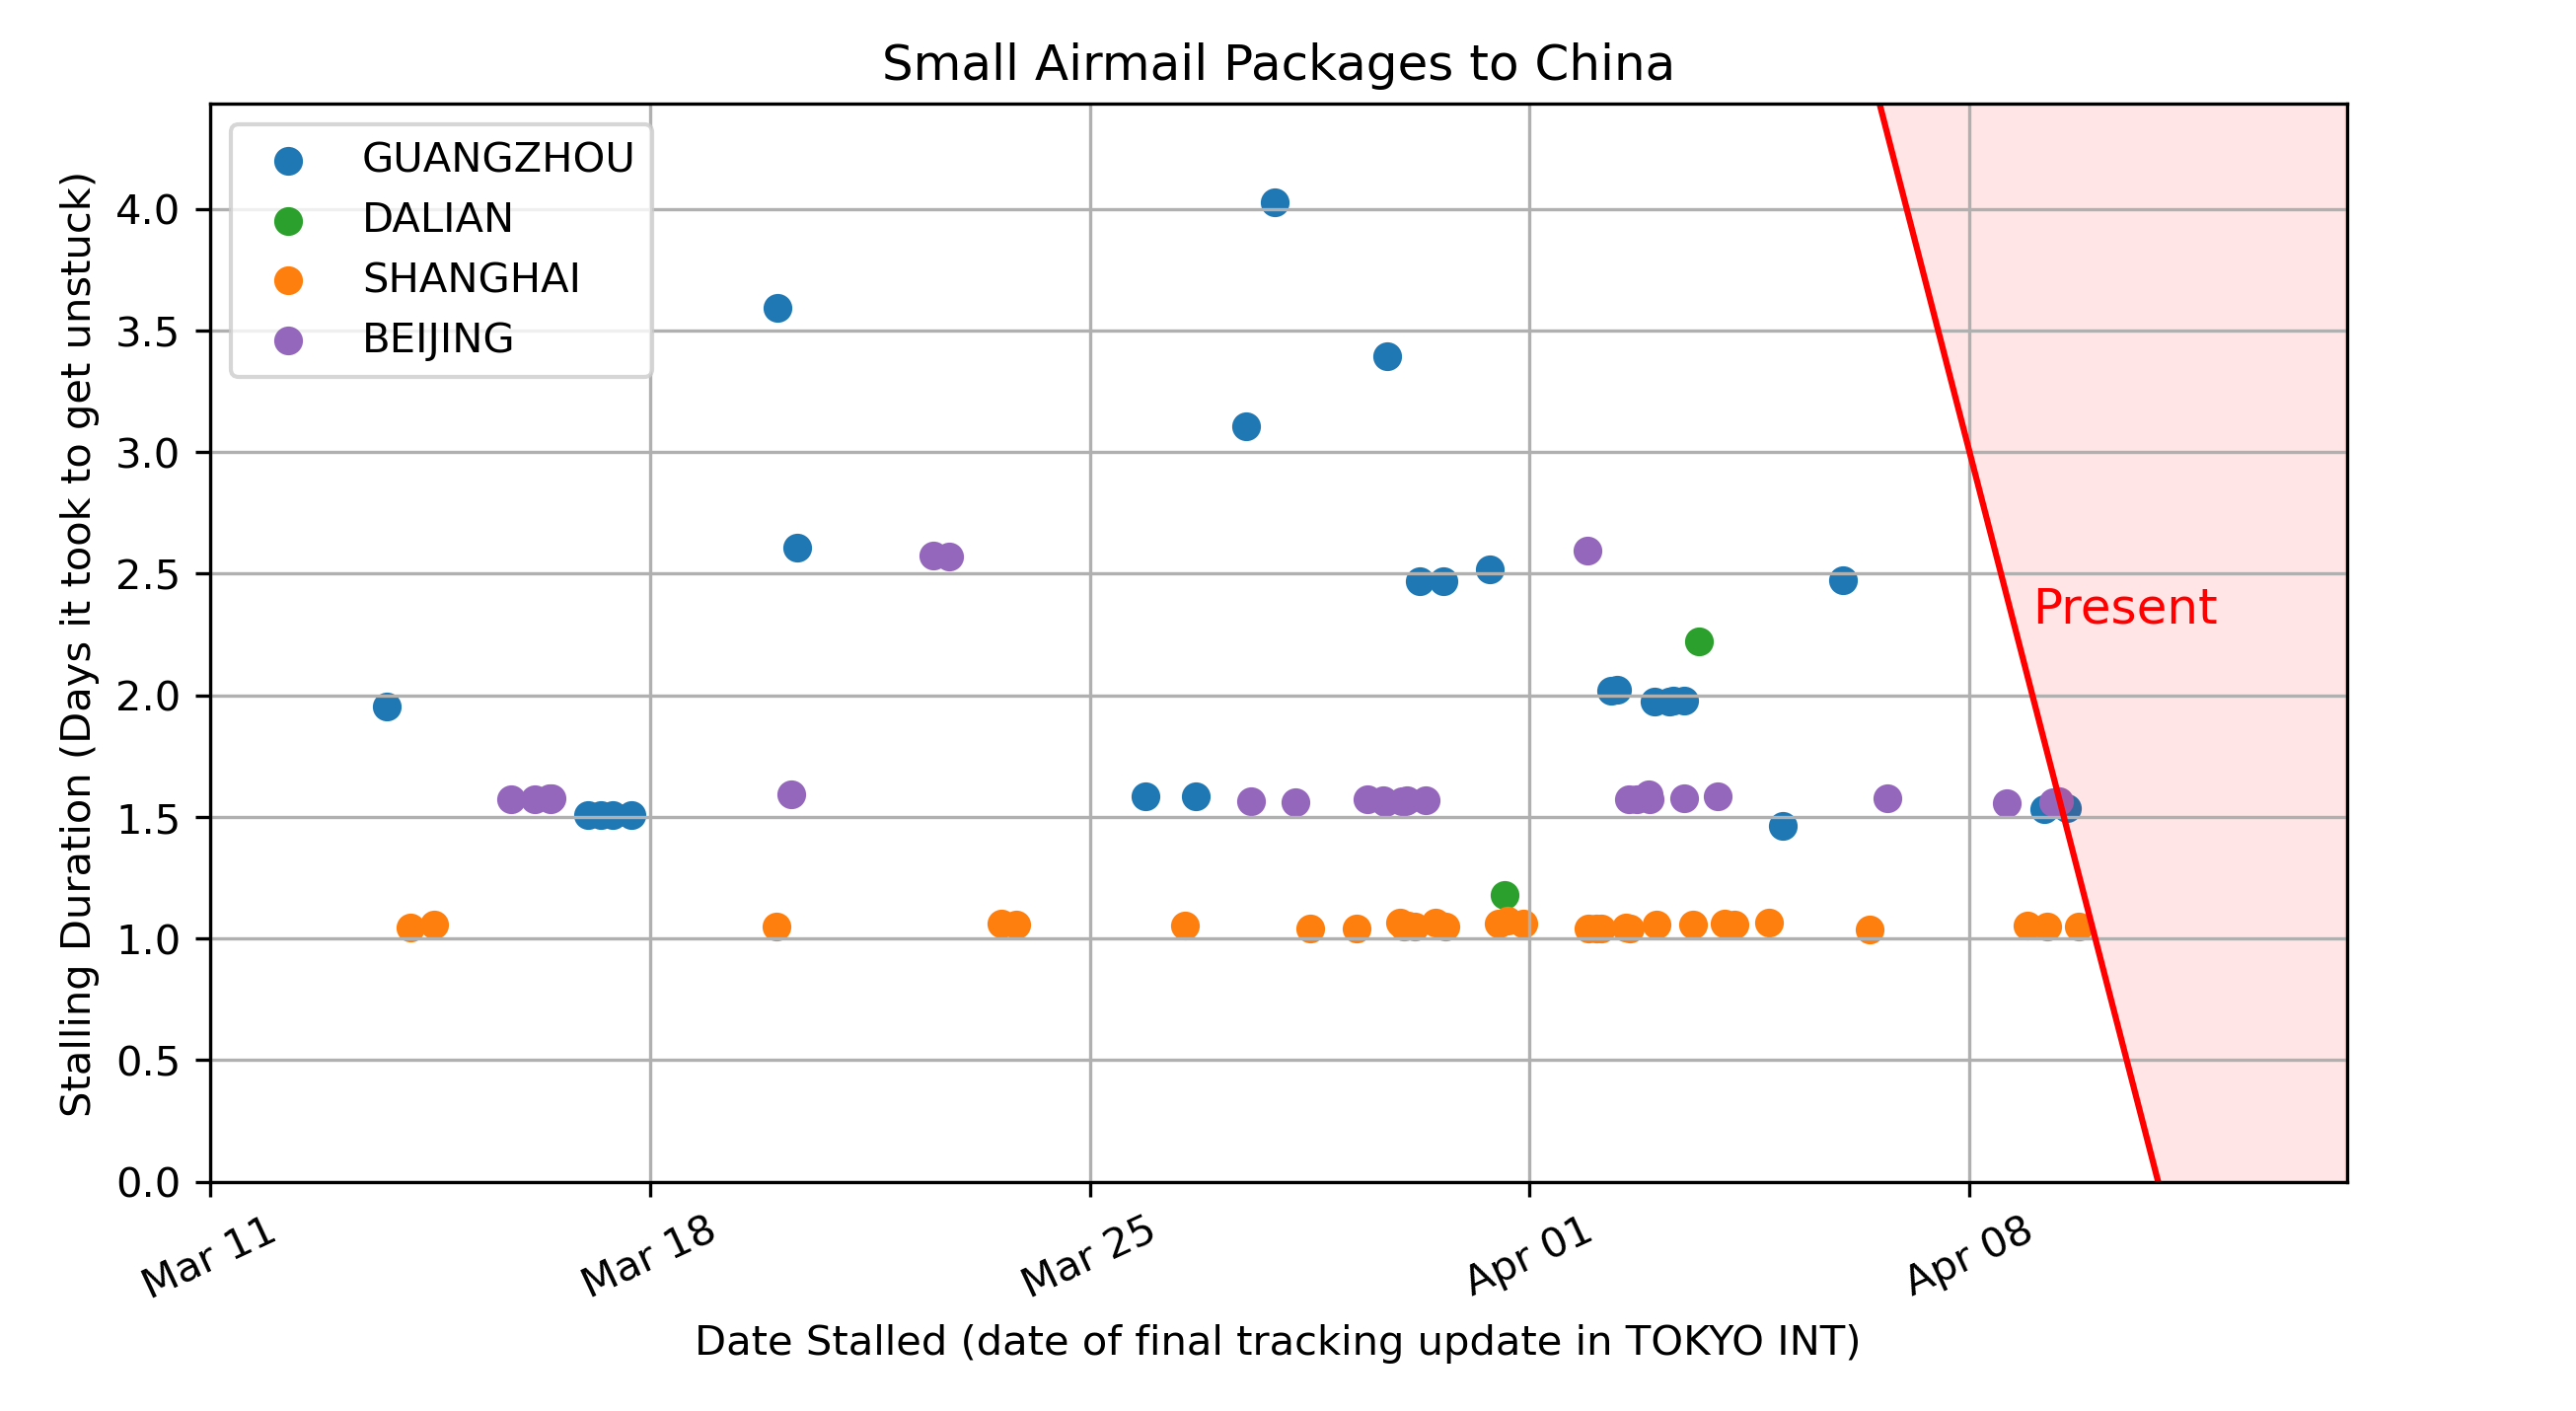 Small Airmail Packages to China
GUANGZHOU
DALIAN
SHANGHAI
BEIJING
Stalling Duration (Days it took to get unstuck)
4.0
3.5
3.0
2.5
2.0
1.5
1.0
0.5
0.0
Present
Mar 11
Mar 18
Mar 25
Apr 01
Apr 08
Date Stalled (date of final tracking update in TOKYO INT)